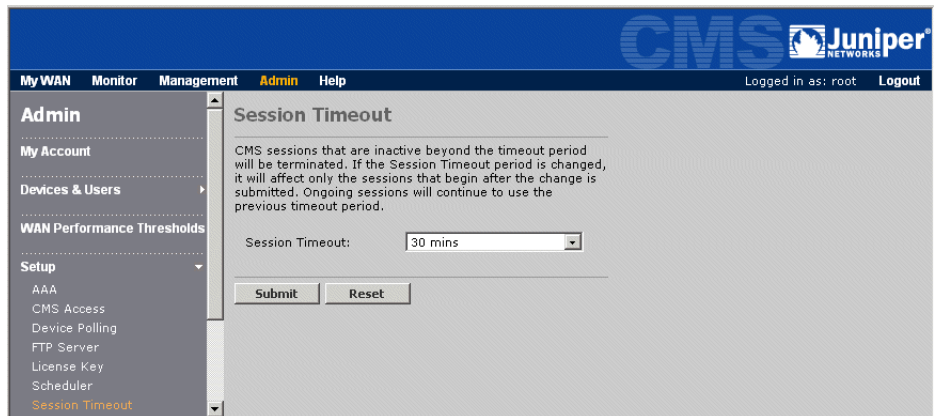 CMS
Juniper®
NETWORKS
My WAN Monitor Management Admin Help Logged in as: root Logout
Admin
My Account
Devices & Users
WAN Performance Thresholds
Setup
AAA
CMS Access
Device Polling
FTP Server
License Key
Scheduler
Session Timeout
Session Timeout
CMS sessions that are inactive beyond the timeout period
will be terminated. If the Session Timeout period is changed,
it will affect only the sessions that begin after the change is
submitted. Ongoing sessions will continue to use the
previous timeout period.
Session Timeout: 30 mins
Submit Reset